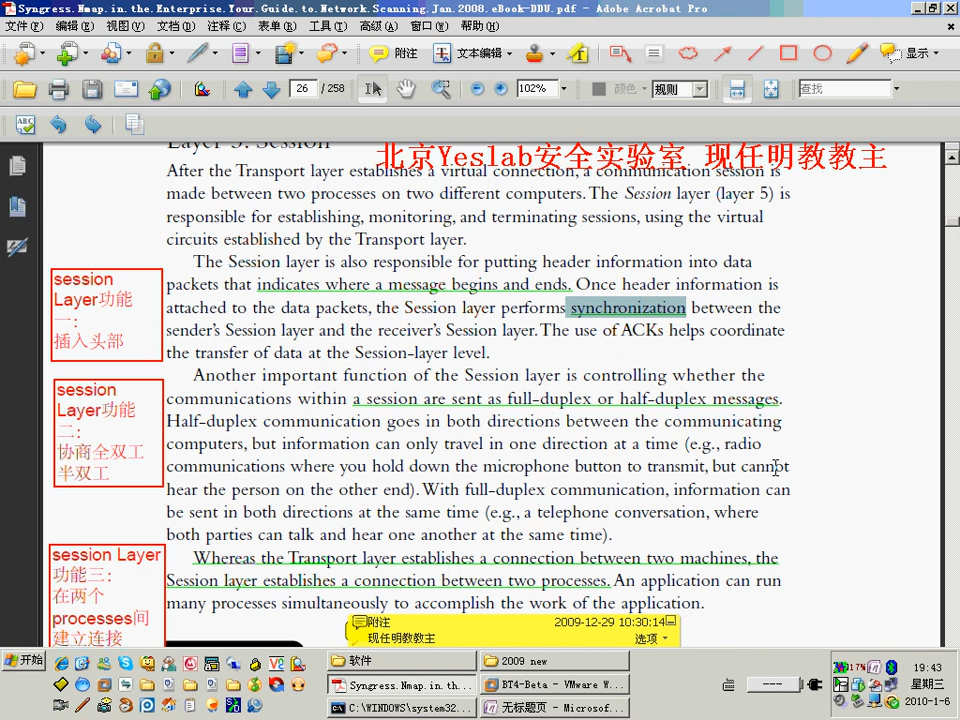 Syngress.Nmap.in.the.Enterprise.Your.Guide.to.Network.Scanning.Jan.2008.eBook-DDU.pdf - Adobe Acrobat Pro
文件(F) 编辑(E) 视图(V) 文档(D) 注释(C) 表单(R) 工具(T) 高级(A) 窗口(W) 帮助(H)
附注 文本编辑 显示
26 / 258 102% 颜色 规则 查找
Layer 5: Session
北京Yeslab安全实验室 现任明教教主
After the Transport layer establishes a virtual connection, a communication session is
made between two processes on two different computers. The Session layer (layer 5) is
responsible for establishing, monitoring, and terminating sessions, using the virtual
circuits established by the Transport layer.
The Session layer is also responsible for putting header information into data
packets that indicates where a message begins and ends. Once header information is
attached to the data packets, the Session layer performs synchronization between the
sender's Session layer and the receiver's Session layer. The use of ACKs helps coordinate
the transfer of data at the Session-layer level.
Another important function of the Session layer is controlling whether the
communications within a session are sent as full-duplex or half-duplex messages.
Half-duplex communication goes in both directions between the communicating
computers, but information can only travel in one direction at a time (e.g., radio
communications where you hold down the microphone button to transmit, but cannot
hear the person on the other end). With full-duplex communication, information can
be sent in both directions at the same time (e.g., a telephone conversation, where
both parties can talk and hear one another at the same time).
Whereas the Transport layer establishes a connection between two machines, the
Session layer establishes a connection between two processes. An application can run
many processes simultaneously to accomplish the work of the application.
session
Layer功能
一:
插入头部
session
Layer功能
二:
协商全双工
半双工
session Layer
功能三:
在两个
processes间
建立连接
附注 2009-12-29 10:30:14
现任明教教主 选项
开始
软件
2009 new
Syngress.Nmap.in.th...
BT4-Beta - VMware W...
C:\WINDOWS\system32...
无标题页 - Microsof...
17%
19:43
星期三
2010-1-6